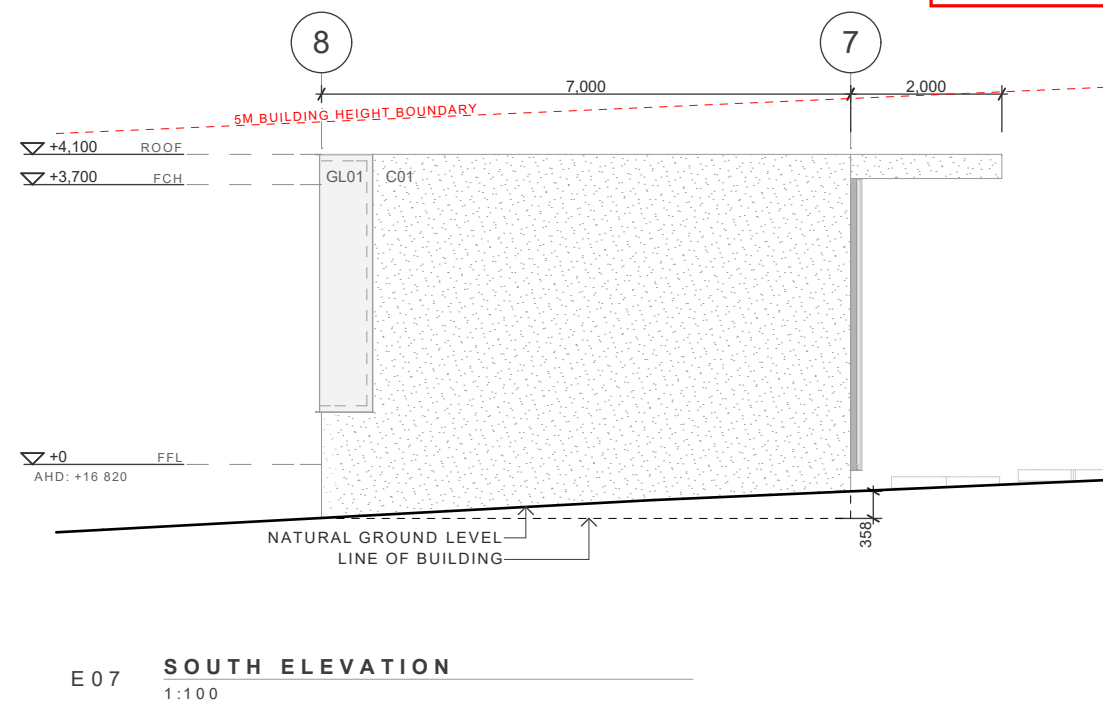 8
7
7,000
2,000
5M BUILDING HEIGHT BOUNDARY
+4,100 ROOF
+3,700 FCH
GL01 C01
+0 FFL
AHD: +16 820
NATURAL GROUND LEVEL
LINE OF BUILDING
358
E07 SOUTH ELEVATION
1:100